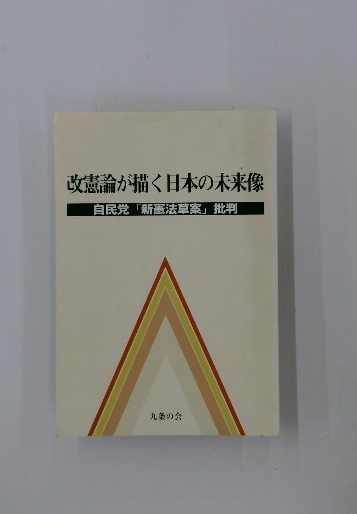 改憲論が描く日本の未来像
自民党「新憲法草案」批判
九条の会